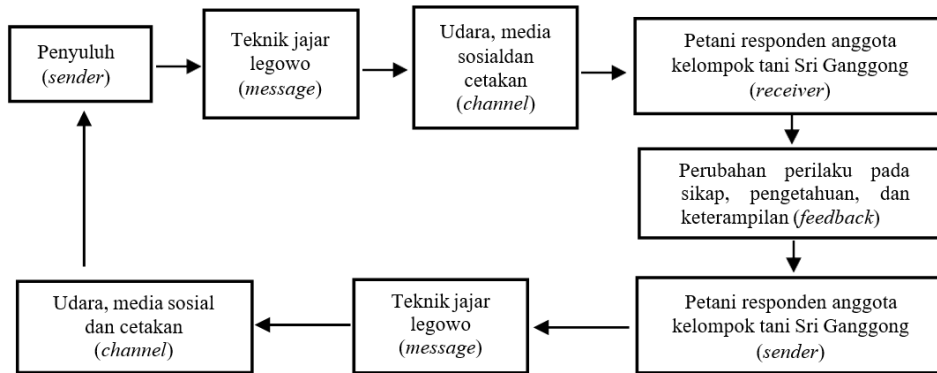 Penyuluh
(sender)
Teknik jajar
legowo
(message)
Udara, media
sosialdan
cetakan
(channel)
Petani responden anggota
kelompok tani Sri Ganggong
(receiver)
Perubahan perilaku pada
sikap, pengetahuan, dan
keterampilan (feedback)
Petani responden anggota
kelompok tani Sri Ganggong
(sender)
Teknik jajar
legowo
(message)
Udara, media sosial
dan cetakan
(channel)